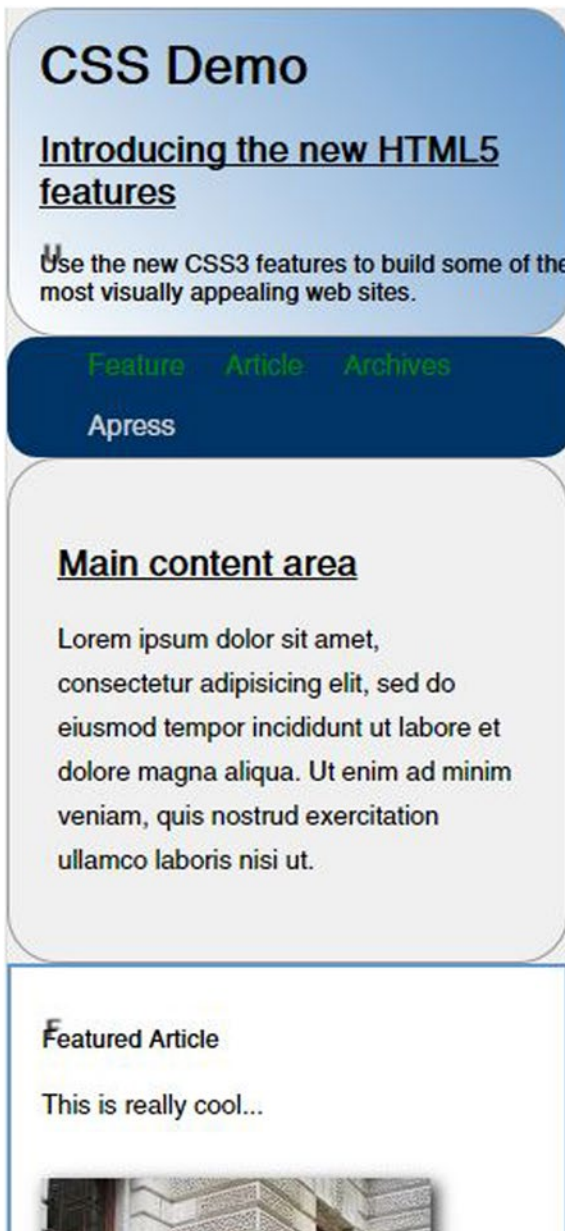 CSS Demo
Introducing the new HTML5
features
Use the new CSS3 features to build some of the
most visually appealing web sites.
Feature Article Archives
Apress
Main content area
Lorem ipsum dolor sit amet,
consectetur adipisicing elit, sed do
eiusmod tempor incididunt ut labore et
dolore magna aliqua. Ut enim ad minim
veniam, quis nostrud exercitation
ullamco laboris nisi ut.
Featured Article
This is really cool...